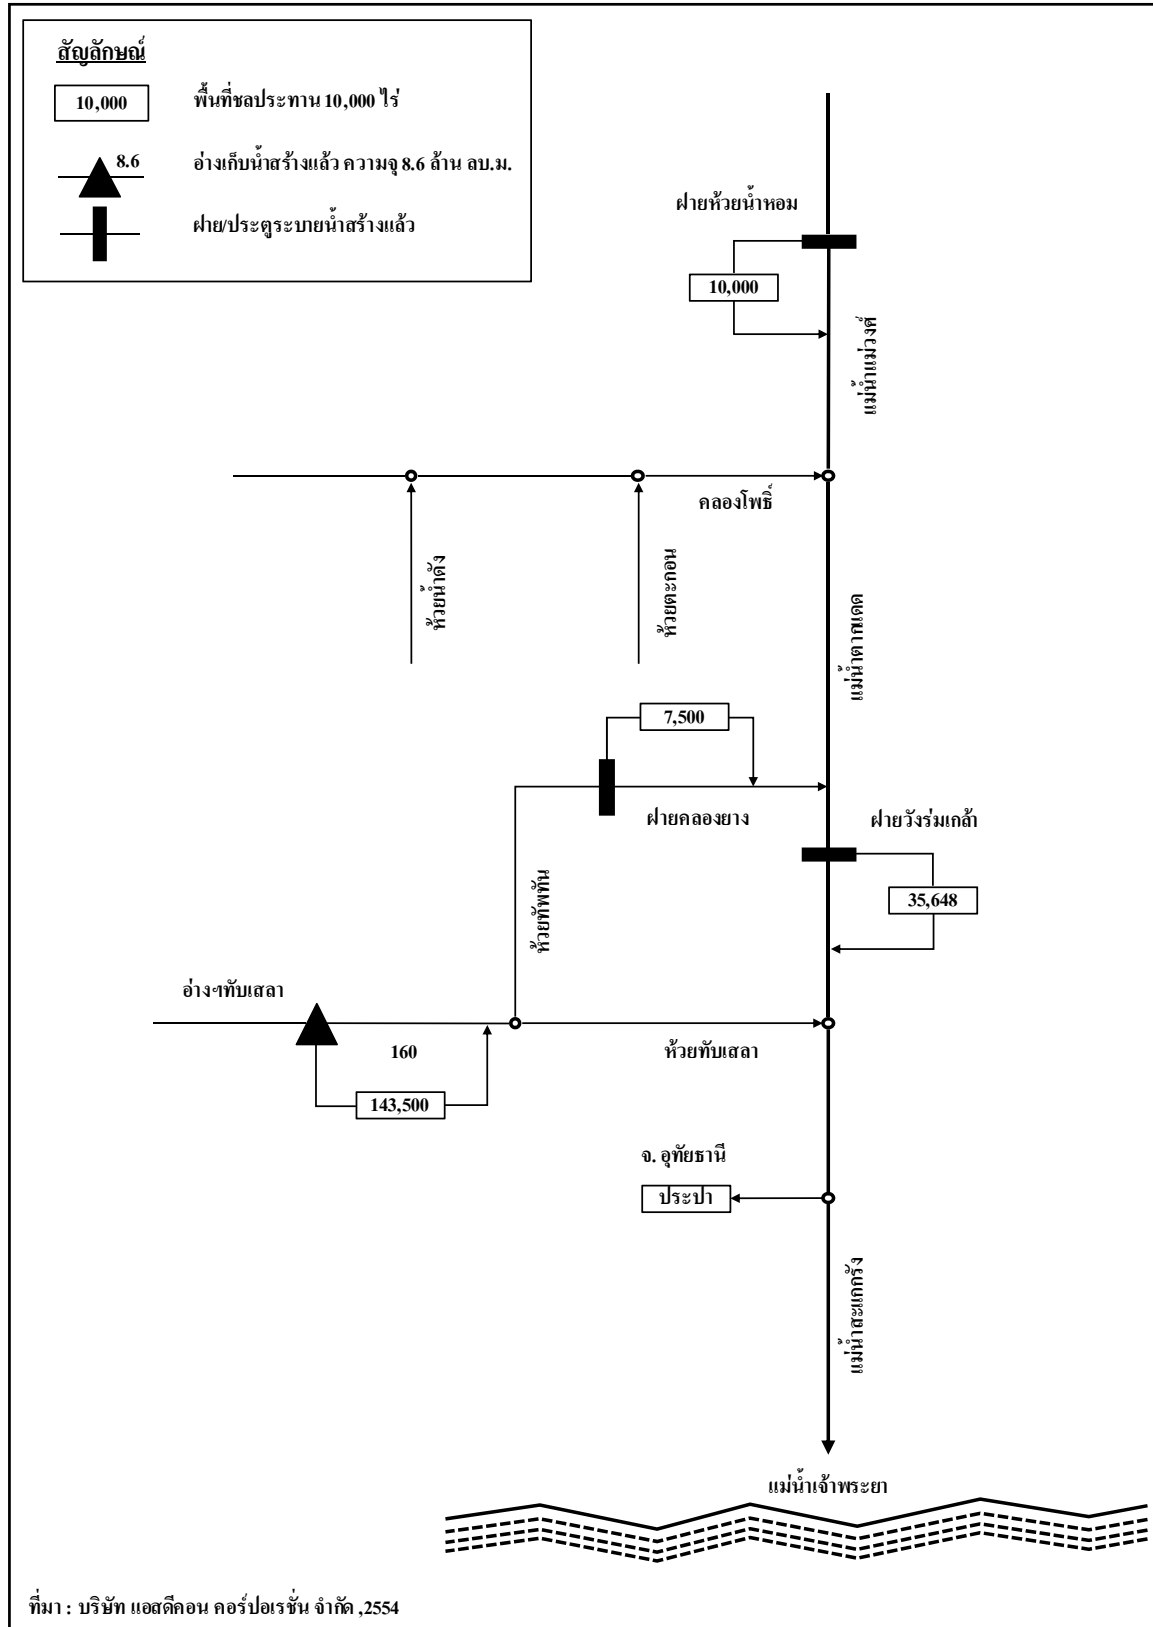 สัญลักษณ์
10,000
พื้นที่ชลประทาน 10,000 ไร่
8.6
อ่างเก็บน้ำสร้างแล้ว ความจุ 8.6 ล้าน ลบ.ม.
ฝาย/ประตูระบายน้ำสร้างแล้ว
ฝายห้วยน้ำหอม
10,000
แม่น้ำแม่วงศ์
คลองโพธิ์
ห้วยน้ำดัง
ห้วยตะกอน
แม่น้ำตากแดด
7,500
ฝายคลองยาง
ฝายวังร่มเกล้า
35,648
ห้วยทัพทัน
อ่างฯทับเสลา
160
ห้วยทับเสลา
143,500
จ. อุทัยธานี
ประปา
แม่น้ำสะแกกรัง
แม่น้ำเจ้าพระยา
ที่มา : บริษัท แอสดีคอน คอร์ปอเรชั่น จำกัด ,2554